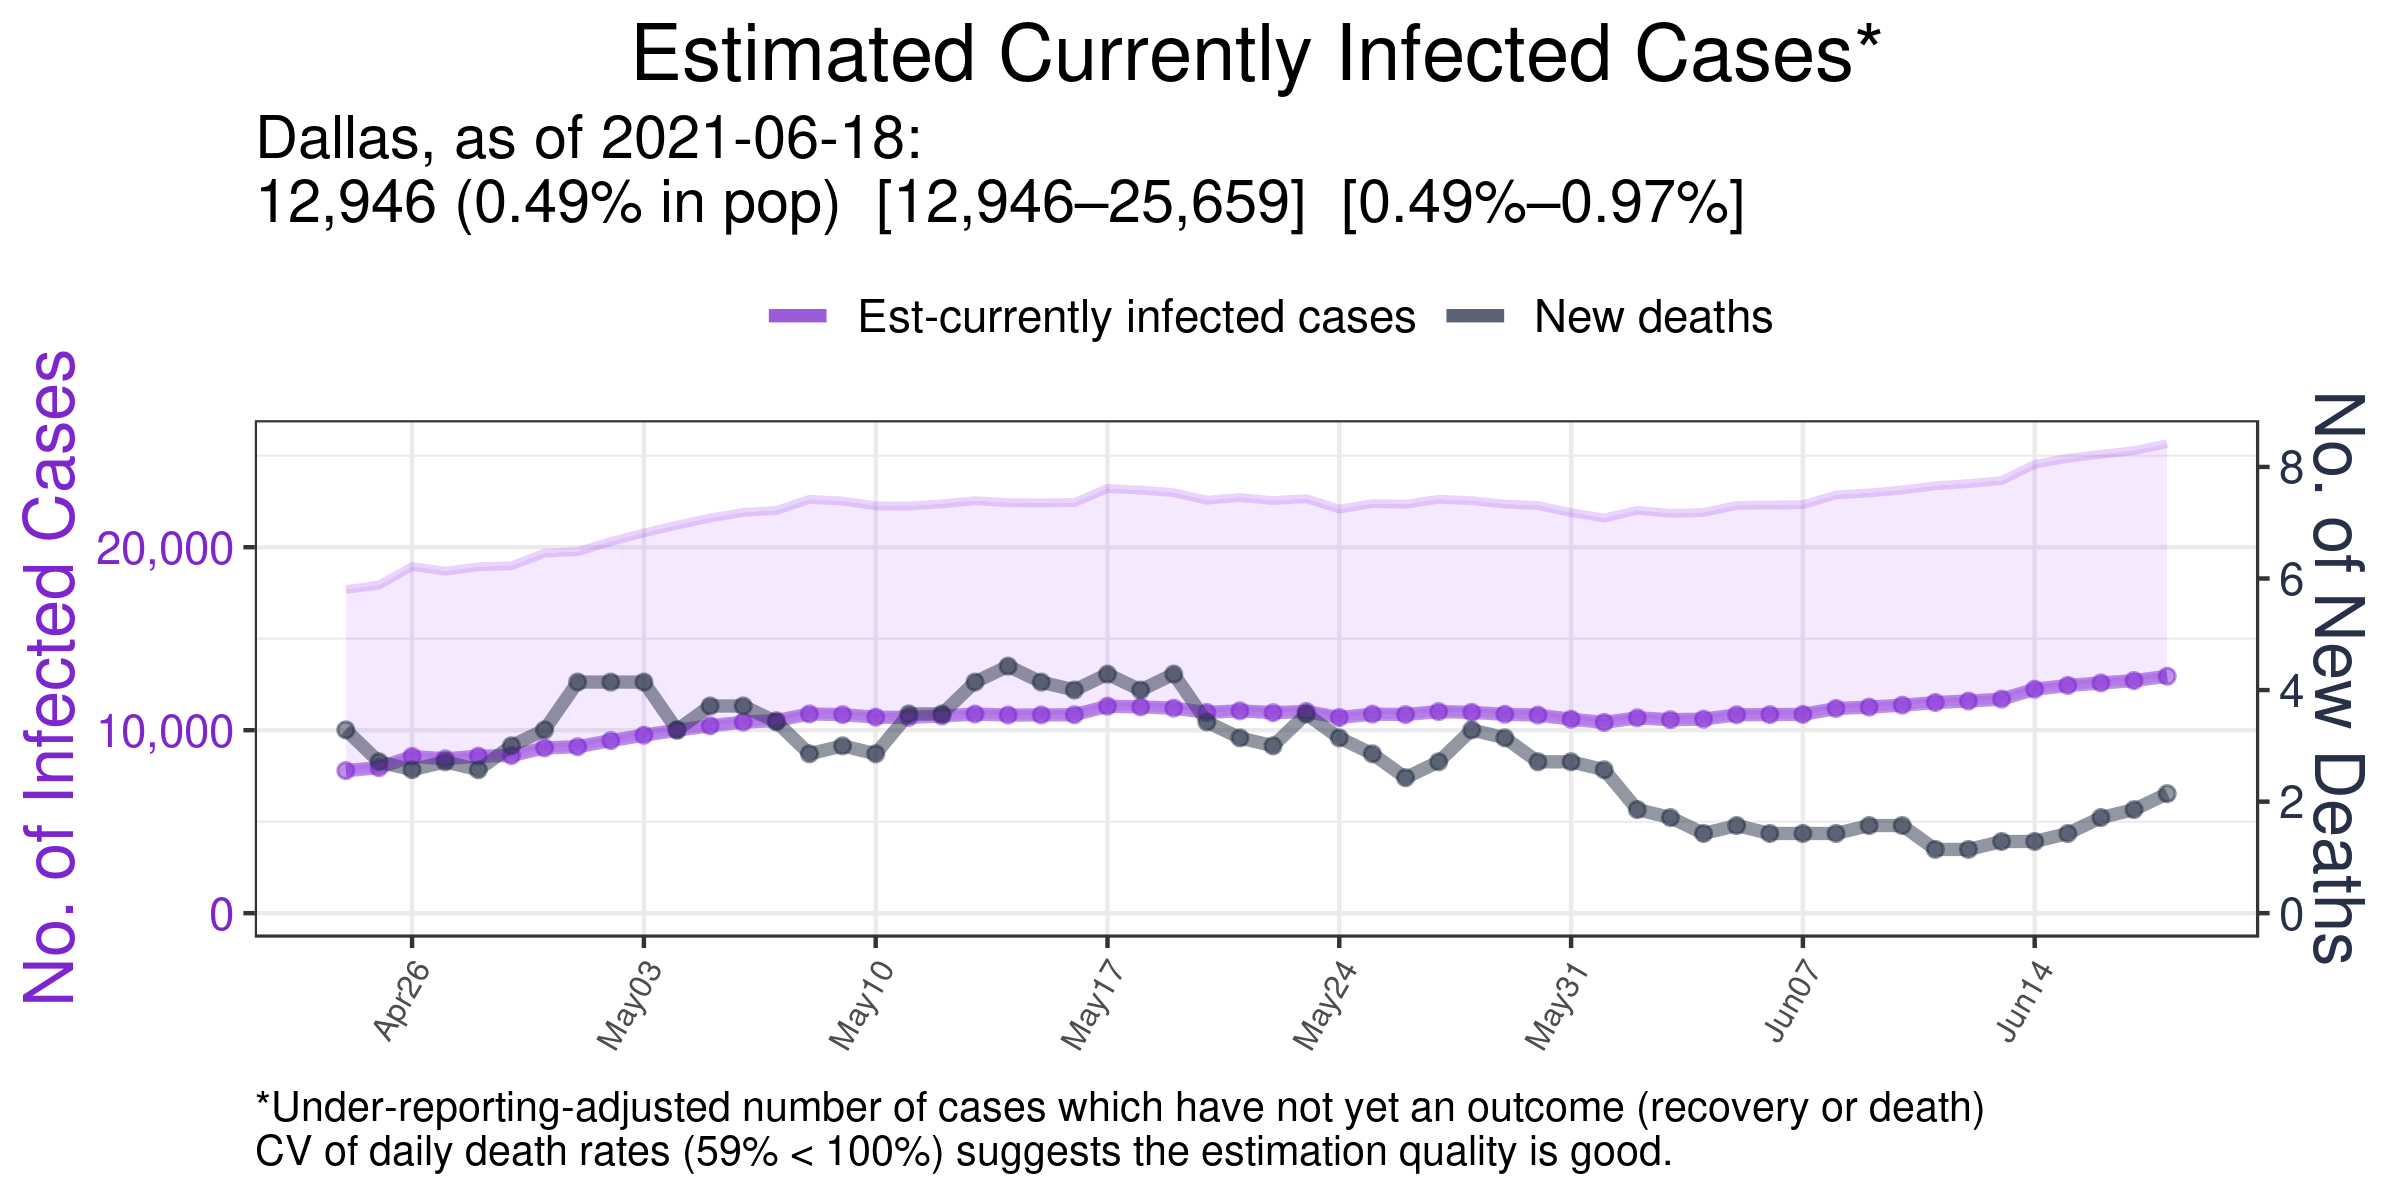 Estimated Currently Infected Cases*
Dallas, as of 2021-06-18:
12,946 (0.49% in pop)  [12,946–25,659]  [0.49%–0.97%]
Est-currently infected cases
New deaths
No. of Infected Cases
20,000
10,000
0
8
6
4
2
0
No. of New Deaths
Apr26
May03
May10
May17
May24
May31
Jun07
Jun14
*Under-reporting-adjusted number of cases which have not yet an outcome (recovery or death)
CV of daily death rates (59% < 100%) suggests the estimation quality is good.